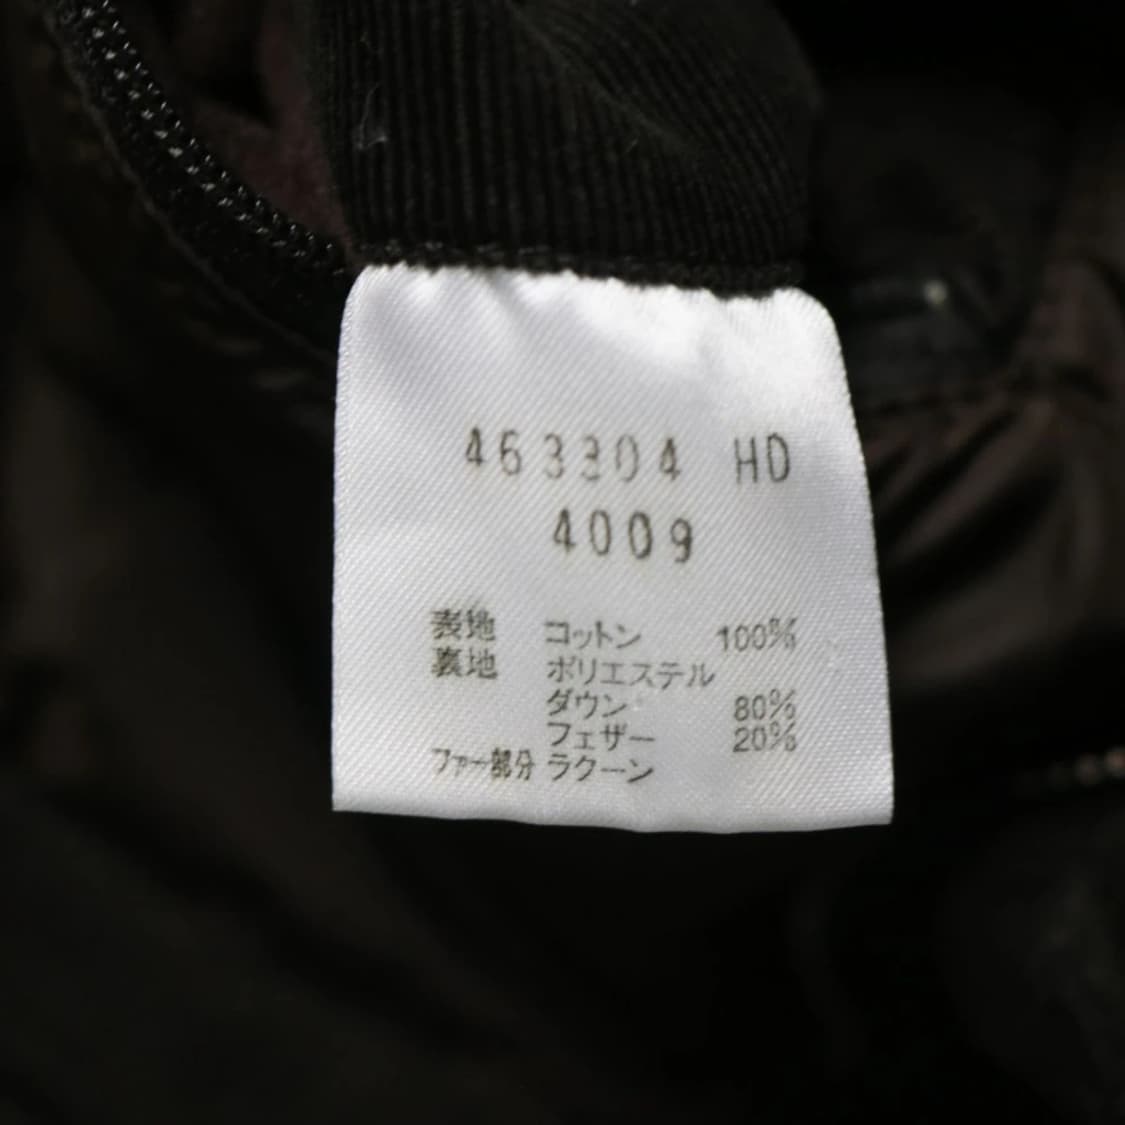 463304 HD
4009
表地 コットン 100%
裏地 ポリエステル
ダウン 80%
フェザー 20%
ファー部分 ラクーン